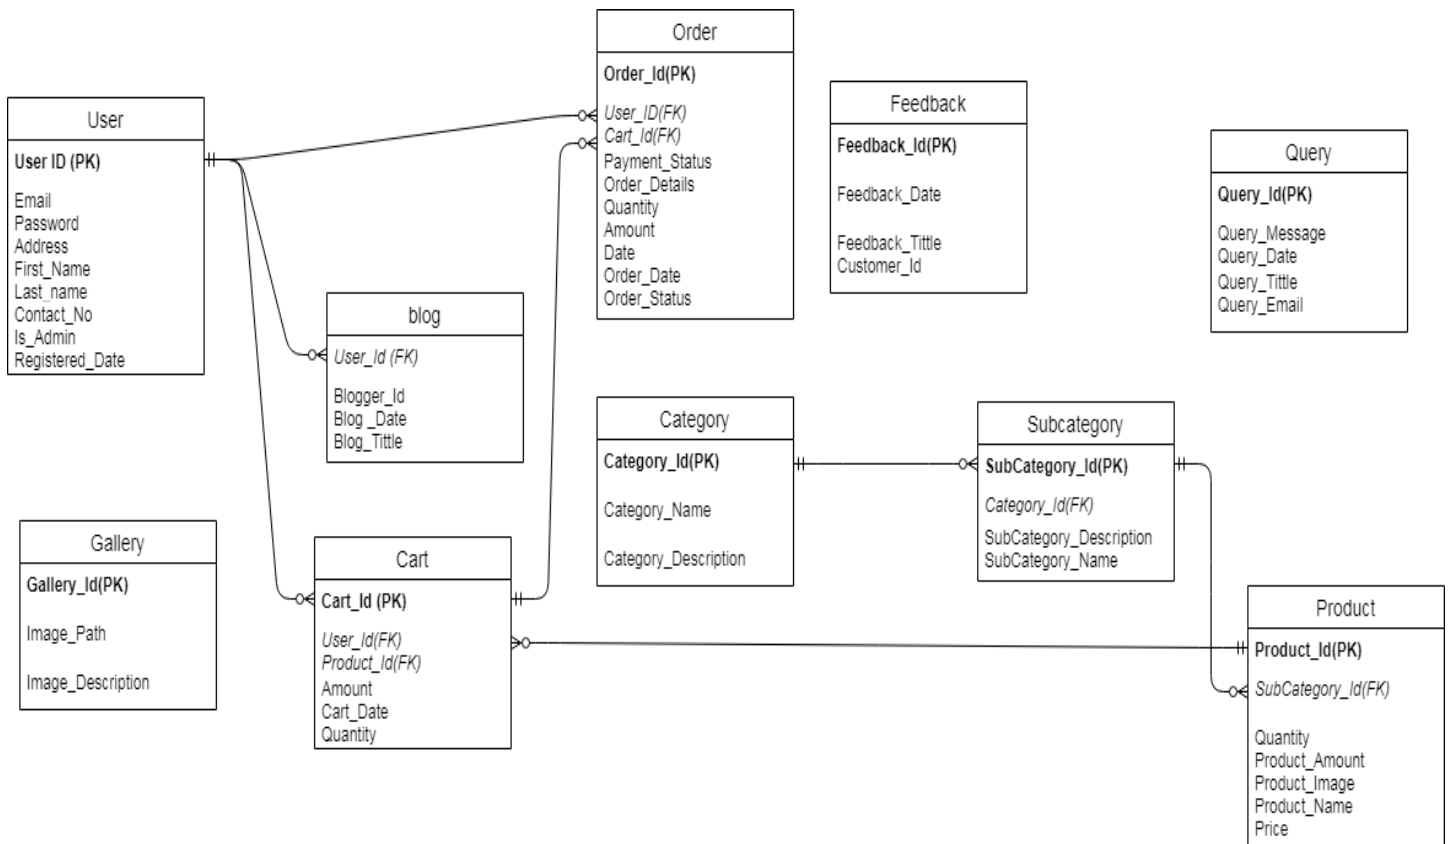 Order
Order_Id(PK)
User_ID(FK)
Cart_Id(FK)
Payment_Status
Order_Details
Quantity
Amount
Date
Order_Date
Order_Status
Feedback
Feedback_Id(PK)
Feedback_Date
Feedback_Tittle
Customer_Id
User
User ID (PK)
Email
Password
Address
First_Name
Last_name
Contact_No
Is_Admin
Registered_Date
Query
Query_Id(PK)
Query_Message
Query_Date
Query_Tittle
Query_Email
blog
User_Id (FK)
Blogger_Id
Blog _Date
Blog_Tittle
Category
Category_Id(PK)
Category_Name
Category_Description
Subcategory
SubCategory_Id(PK)
Category_Id(FK)
SubCategory_Description
SubCategory_Name
Gallery
Gallery_Id(PK)
Image_Path
Image_Description
Cart
Cart_Id (PK)
User_Id(FK)
Product_Id(FK)
Amount
Cart_Date
Quantity
Product
Product_Id(PK)
SubCategory_Id(FK)
Quantity
Product_Amount
Product_Image
Product_Name
Price